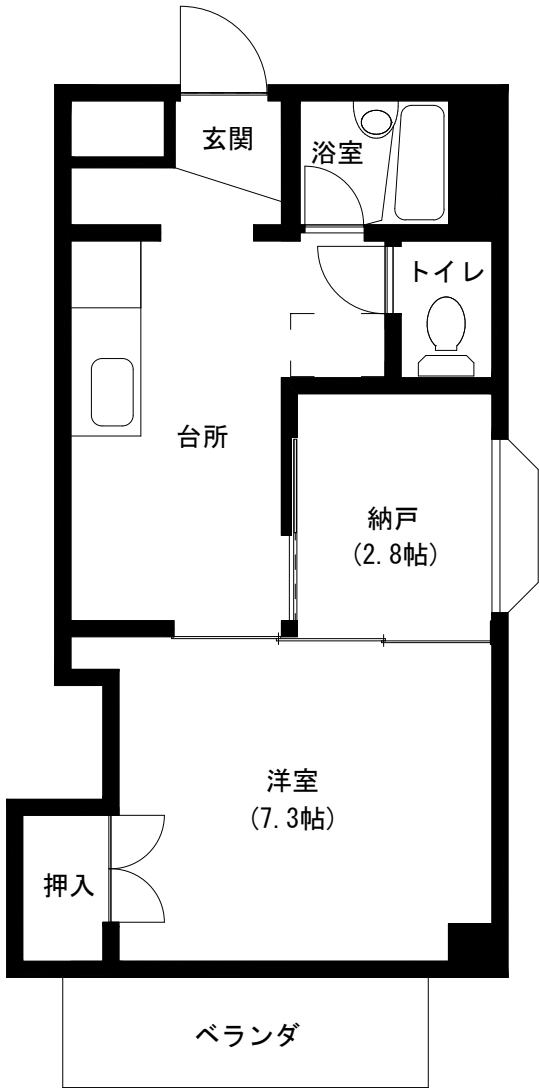 玄関
浴室
トイレ
台所
納戸
(2.8帖)
洋室
(7.3帖)
押入
ベランダ